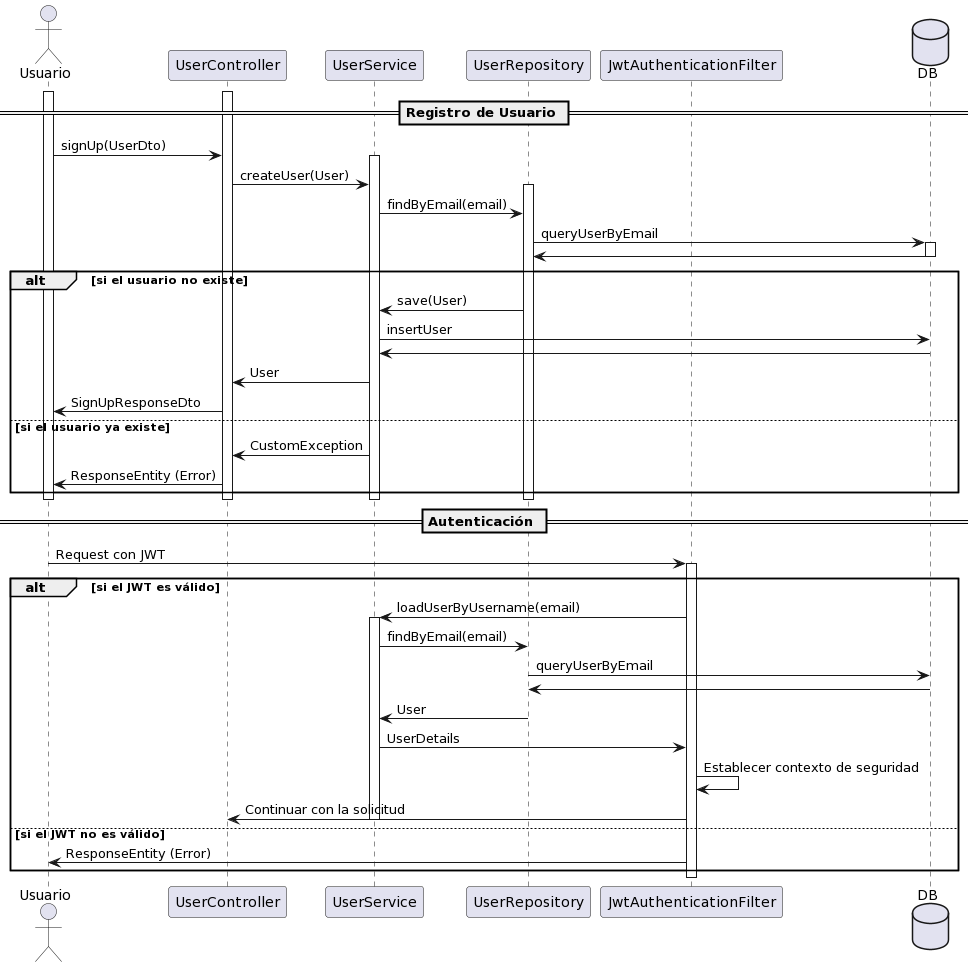 Usuario
UserController
UserService
UserRepository
JwtAuthenticationFilter
DB
Registro de Usuario
signUp(UserDto)
createUser(User)
findByEmail(email)
queryUserByEmail
alt
[si el usuario no existe]
save(User)
insertUser
User
SignUpResponseDto
[si el usuario ya existe]
CustomException
ResponseEntity (Error)
Autenticación
Request con JWT
alt
[si el JWT es válido]
loadUserByUsername(email)
findByEmail(email)
queryUserByEmail
User
UserDetails
Establecer contexto de seguridad
Continuar con la solicitud
[si el JWT no es válido]
ResponseEntity (Error)
Usuario
UserController
UserService
UserRepository
JwtAuthenticationFilter
DB